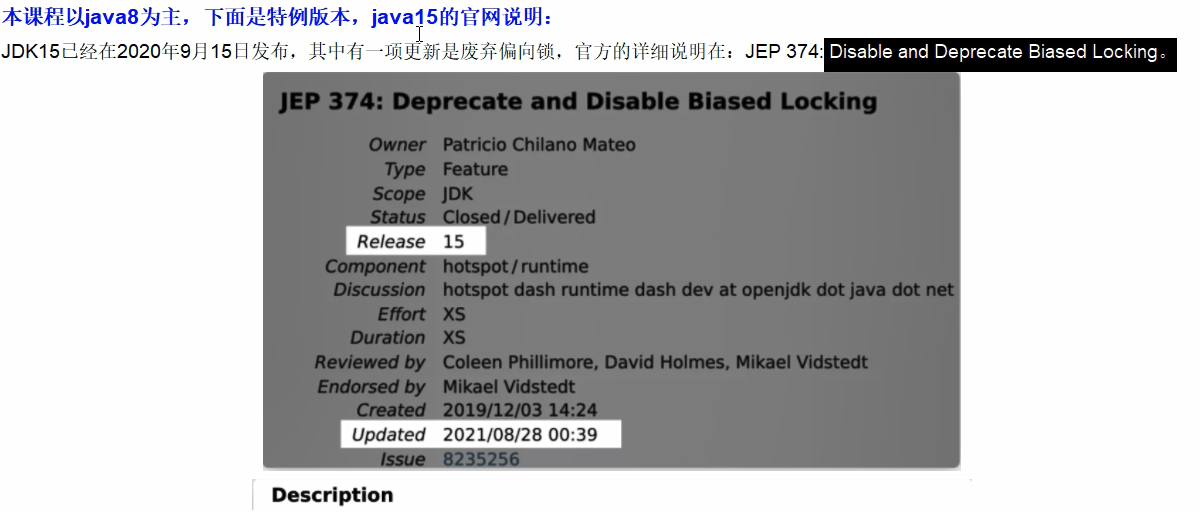 本课程以java8为主，下面是特例版本，java15的官网说明：
JDK15已经在2020年9月15日发布，其中有一项更新是废弃偏向锁，官方的详细说明在：JEP 374: Disable and Deprecate Biased Locking。
JEP 374: Deprecate and Disable Biased Locking
Owner Patricio Chilano Mateo
Type Feature
Scope JDK
Status Closed / Delivered
Release 15
Component hotspot / runtime
Discussion hotspot dash runtime dash dev at openjdk dot java dot net
Effort XS
Duration XS
Reviewed by Coleen Phillimore, David Holmes, Mikael Vidstedt
Endorsed by Mikael Vidstedt
Created 2019/12/03 14:24
Updated 2021/08/28 00:39
Issue 8235256
Description